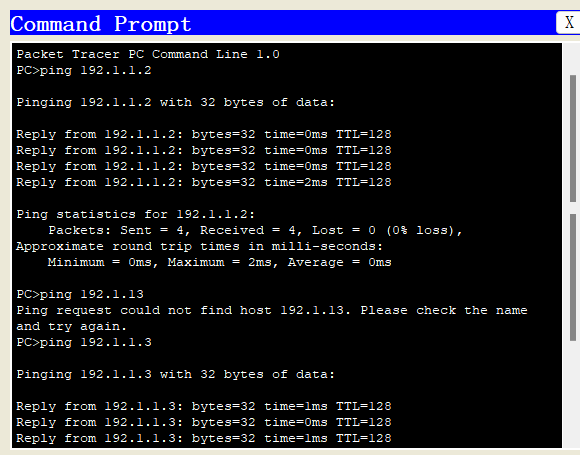 Command Prompt
X
Packet Tracer PC Command Line 1.0
PC>ping 192.1.1.2
Pinging 192.1.1.2 with 32 bytes of data:
Reply from 192.1.1.2: bytes=32 time=0ms TTL=128
Reply from 192.1.1.2: bytes=32 time=0ms TTL=128
Reply from 192.1.1.2: bytes=32 time=0ms TTL=128
Reply from 192.1.1.2: bytes=32 time=2ms TTL=128
Ping statistics for 192.1.1.2:
Packets: Sent = 4, Received = 4, Lost = 0 (0% loss),
Approximate round trip times in milli-seconds:
Minimum = 0ms, Maximum = 2ms, Average = 0ms
PC>ping 192.1.13
Ping request could not find host 192.1.13. Please check the name
and try again.
PC>ping 192.1.1.3
Pinging 192.1.1.3 with 32 bytes of data:
Reply from 192.1.1.3: bytes=32 time=1ms TTL=128
Reply from 192.1.1.3: bytes=32 time=0ms TTL=128
Reply from 192.1.1.3: bytes=32 time=1ms TTL=128